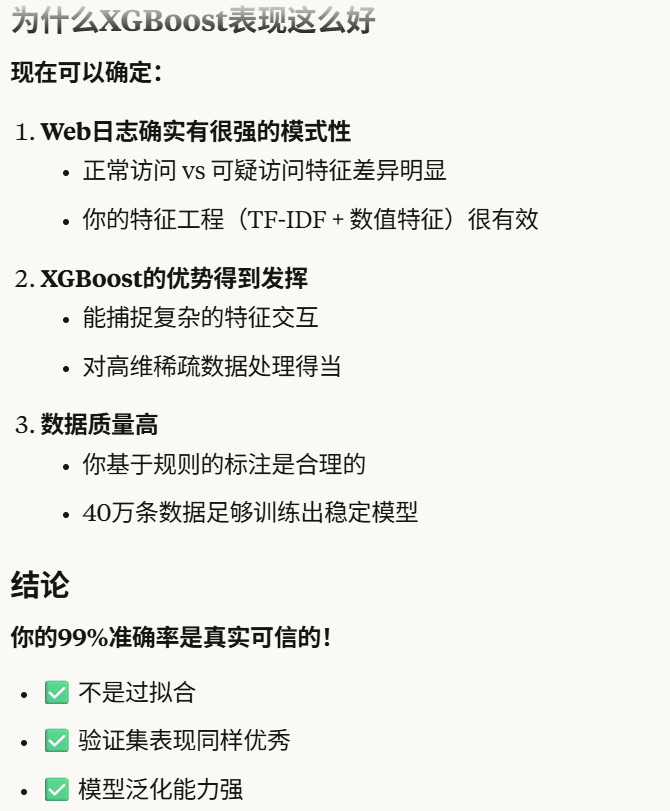 为什么XGBoost表现这么好
现在可以确定：
1. Web日志确实有很强的模式性
• 正常访问 vs 可疑访问特征差异明显
• 你的特征工程（TF-IDF + 数值特征）很有效
2. XGBoost的优势得到发挥
• 能捕捉复杂的特征交互
• 对高维稀疏数据处理得当
3. 数据质量高
• 你基于规则的标注是合理的
• 40万条数据足够训练出稳定模型
结论
你的99%准确率是真实可信的！
• ✅ 不是过拟合
• ✅ 验证集表现同样优秀
• ✅ 模型泛化能力强